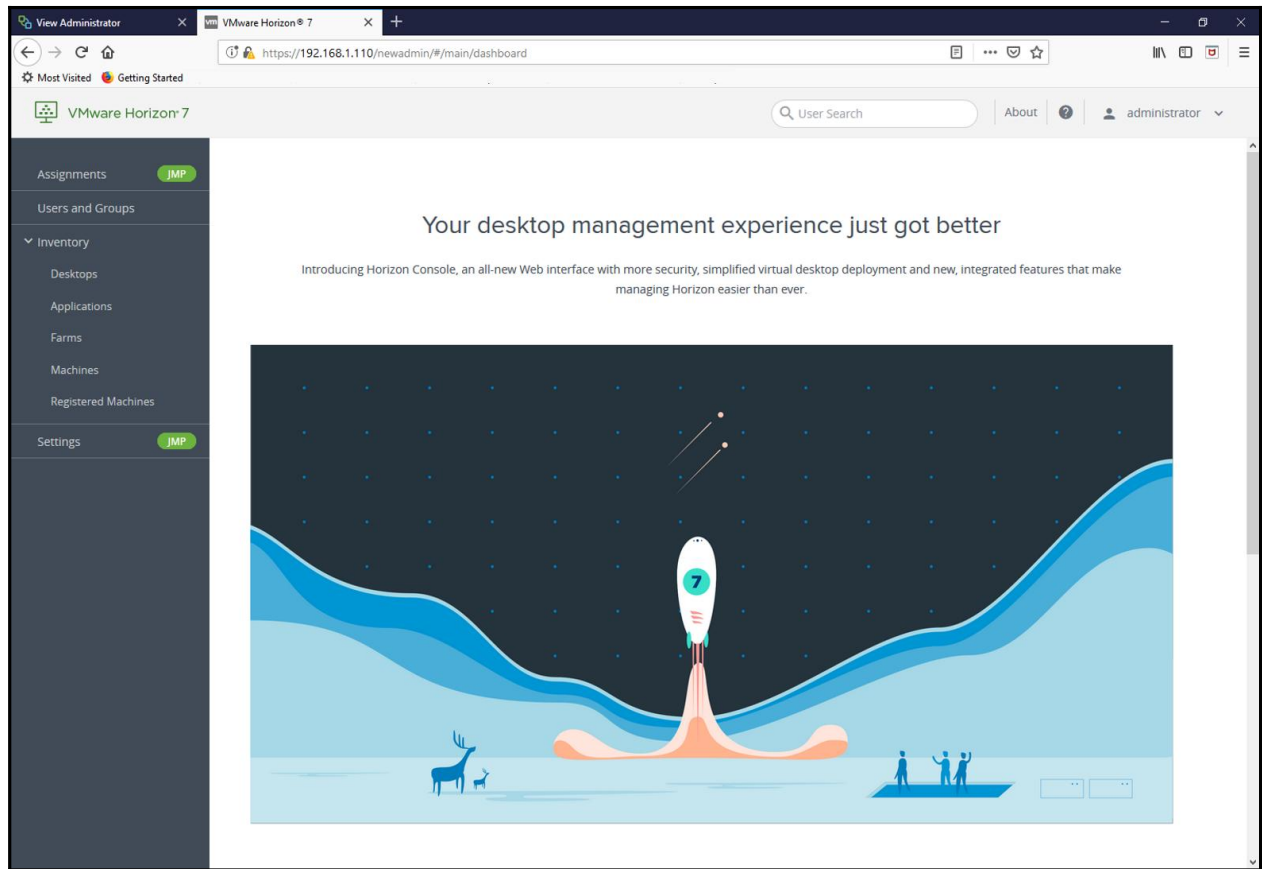 View Administrator
vm VMware Horizon® 7
https://192.168.1.110/newadmin/#/main/dashboard
Most Visited
Getting Started
VMware Horizon® 7
User Search
About
?
administrator
Assignments JMP
Users and Groups
Inventory
Desktops
Applications
Farms
Machines
Registered Machines
Settings JMP
Your desktop management experience just got better
Introducing Horizon Console, an all-new Web interface with more security, simplified virtual desktop deployment and new, integrated features that make
managing Horizon easier than ever.
7